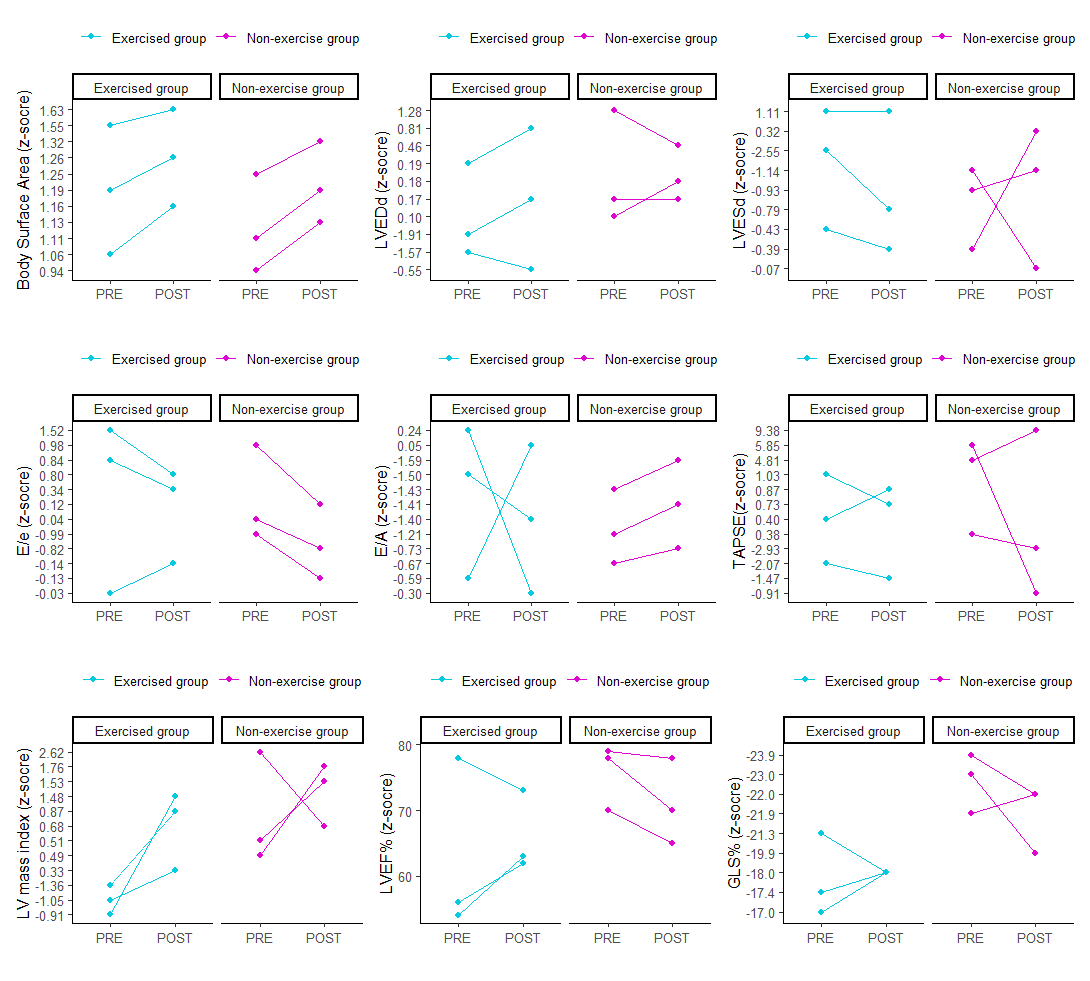 Exercised group Non-exercise group
Exercised group Non-exercise group
Body Surface Area (z-socre)
1.63
1.55
1.32
1.26
1.25
1.19
1.16
1.13
1.11
1.06
0.94
PRE POST PRE POST
Exercised group Non-exercise group
Exercised group Non-exercise group
LVEDd (z-socre)
1.28
0.81
0.46
0.19
0.18
0.17
0.10
-1.91
-1.57
-0.55
PRE POST PRE POST
Exercised group Non-exercise group
Exercised group Non-exercise group
LVESd (z-socre)
1.11
0.32
-2.55
-1.14
-0.93
-0.79
-0.43
-0.39
-0.07
PRE POST PRE POST
Exercised group Non-exercise group
Exercised group Non-exercise group
E/e (z-socre)
1.52
0.98
0.84
0.80
0.34
0.12
0.04
-0.99
-0.82
-0.14
-0.13
-0.03
PRE POST PRE POST
Exercised group Non-exercise group
Exercised group Non-exercise group
E/A (z-socre)
0.24
0.05
-1.59
-1.50
-1.43
-1.41
-1.40
-1.21
-0.73
-0.67
-0.59
-0.30
PRE POST PRE POST
Exercised group Non-exercise group
Exercised group Non-exercise group
TAPSE(z-socre)
9.38
5.85
4.81
1.03
0.87
0.73
0.40
0.38
-2.93
-2.07
-1.47
-0.91
PRE POST PRE POST
Exercised group Non-exercise group
Exercised group Non-exercise group
LV mass index (z-socre)
2.62
1.76
1.53
1.48
0.87
0.68
0.51
0.49
0.33
-1.36
-1.05
-0.91
PRE POST PRE POST
Exercised group Non-exercise group
Exercised group Non-exercise group
LVEF% (z-socre)
80
70
60
PRE POST PRE POST
Exercised group Non-exercise group
Exercised group Non-exercise group
GLS% (z-socre)
-23.9
-23.0
-22.0
-21.9
-21.3
-19.9
-18.0
-17.4
-17.0
PRE POST PRE POST